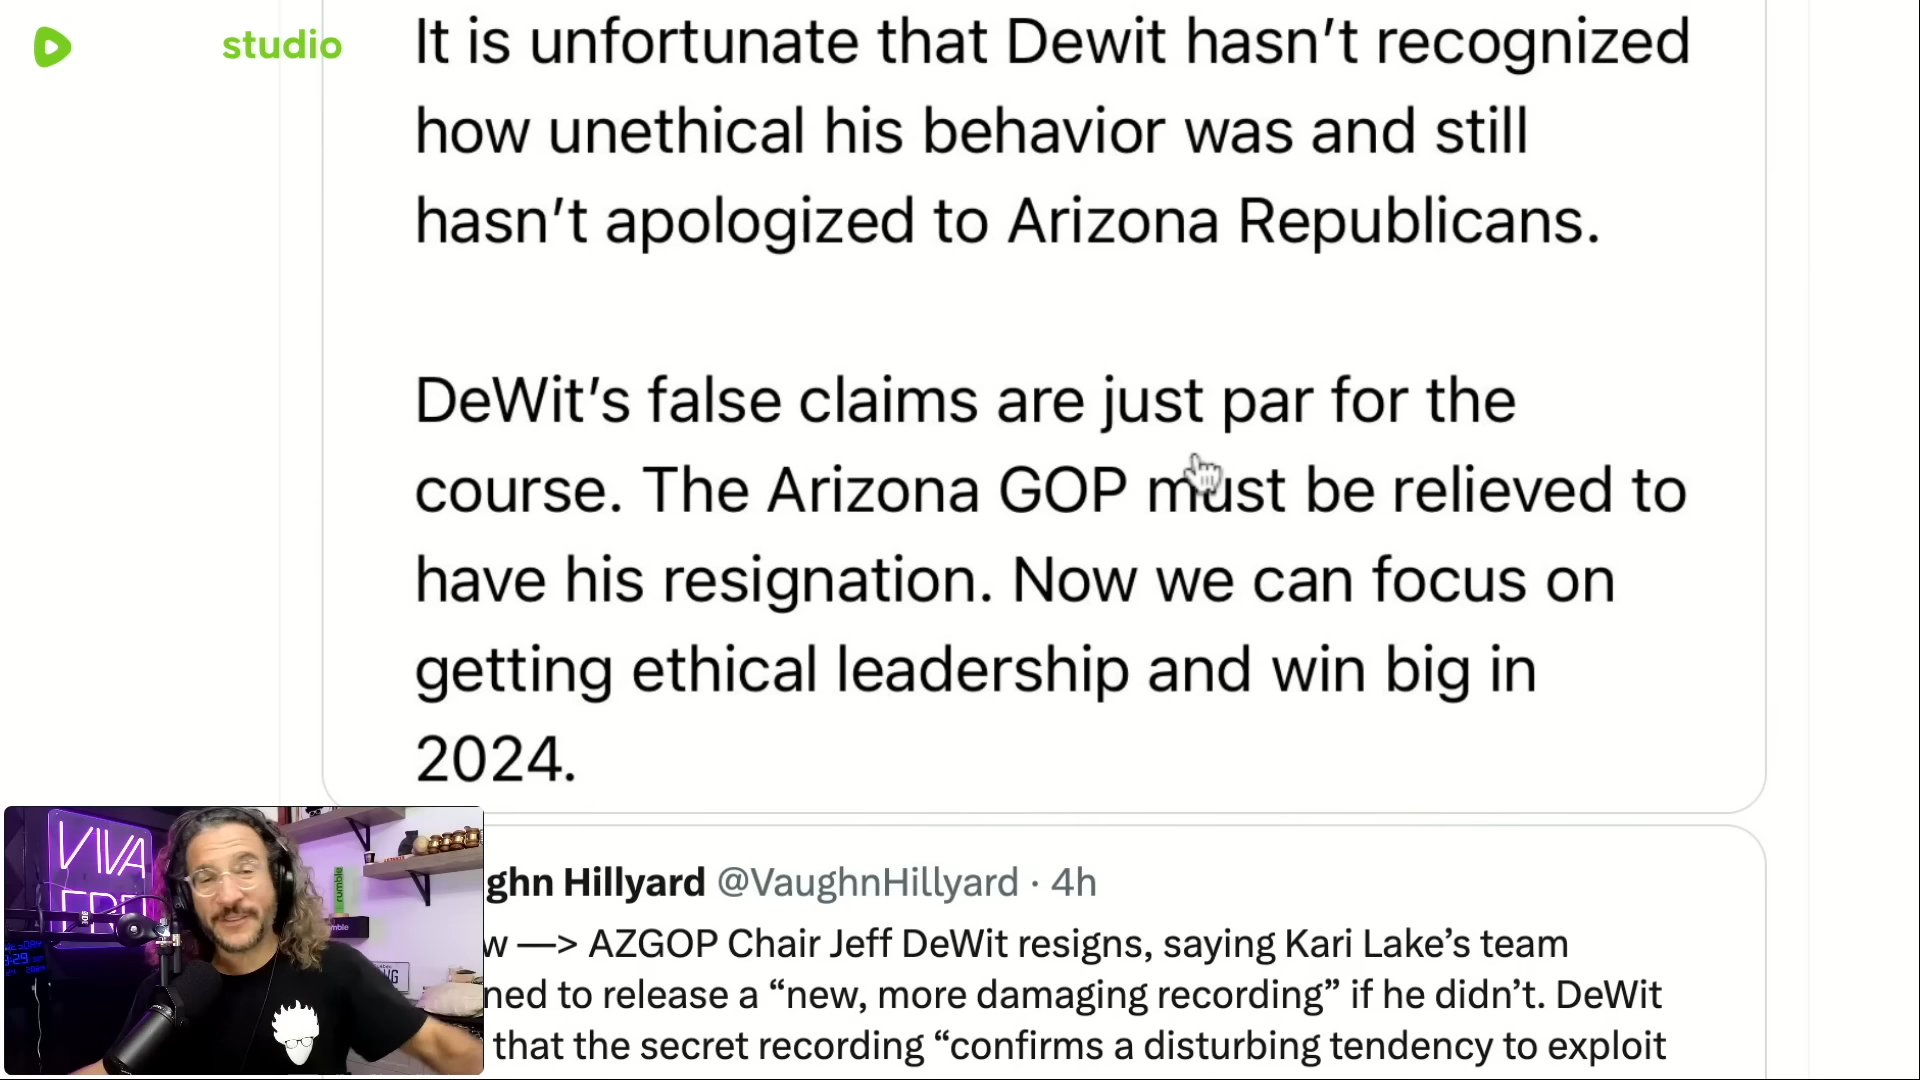 studio
It is unfortunate that Dewit hasn’t recognized
how unethical his behavior was and still
hasn’t apologized to Arizona Republicans.
DeWit’s false claims are just par for the
course. The Arizona GOP must be relieved to
have his resignation. Now we can focus on
getting ethical leadership and win big in
2024.
ghn Hillyard @VaughnHillyard · 4h
w —> AZGOP Chair Jeff DeWit resigns, saying Kari Lake’s team
ned to release a “new, more damaging recording” if he didn’t. DeWit
that the secret recording “confirms a disturbing tendency to exploit
VIVA
rumble